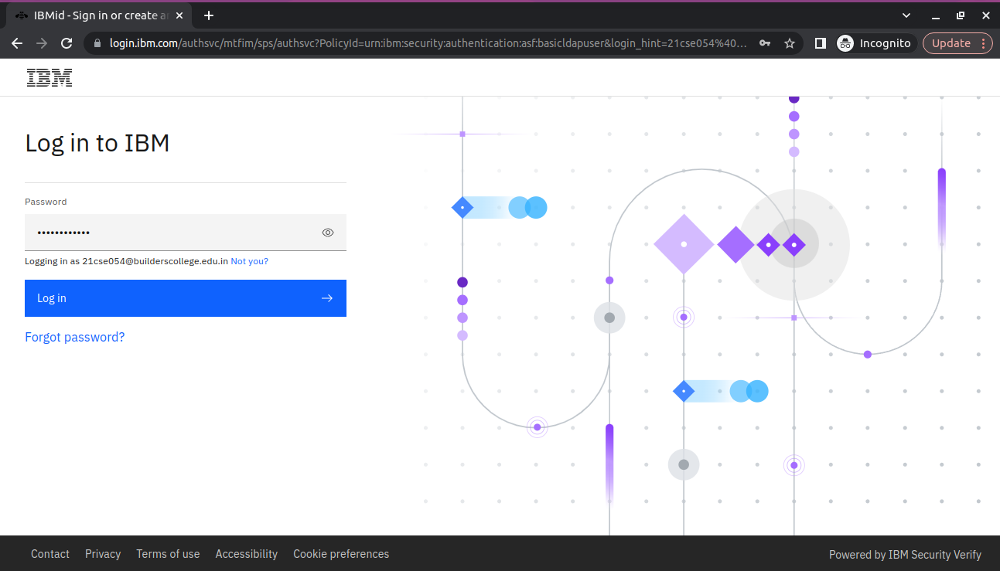 IBMid - Sign in or create a
login.ibm.com/authsvc/mtfim/sps/authsvc?PolicyId=urn:ibm:security:authentication:asf:basicldapuser&login_hint=21cse054%40...
Incognito
Update
IBM
Log in to IBM
Password
••••••••••••
Logging in as 21cse054@builderscollege.edu.in Not you?
Log in
Forgot password?
Contact Privacy Terms of use Accessibility Cookie preferences
Powered by IBM Security Verify